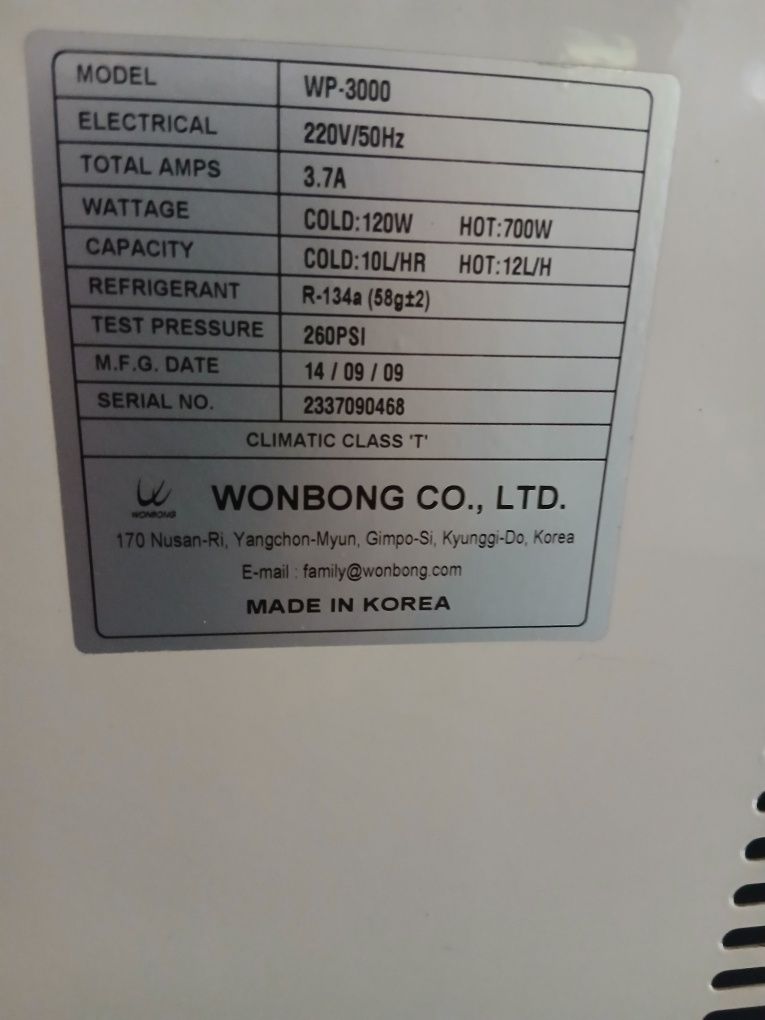 MODEL WP-3000
ELECTRICAL 220V/50Hz
TOTAL AMPS 3.7A
WATTAGE COLD:120W HOT:700W
CAPACITY COLD:10L/HR HOT:12L/H
REFRIGERANT R-134a (58g±2)
TEST PRESSURE 260PSI
M.F.G. DATE 14 / 09 / 09
SERIAL NO. 2337090468
CLIMATIC CLASS 'T'
WONBONG
WONBONG CO., LTD.
170 Nusan-Ri, Yangchon-Myun, Gimpo-Si, Kyunggi-Do, Korea
E-mail : family@wonbong.com
MADE IN KOREA